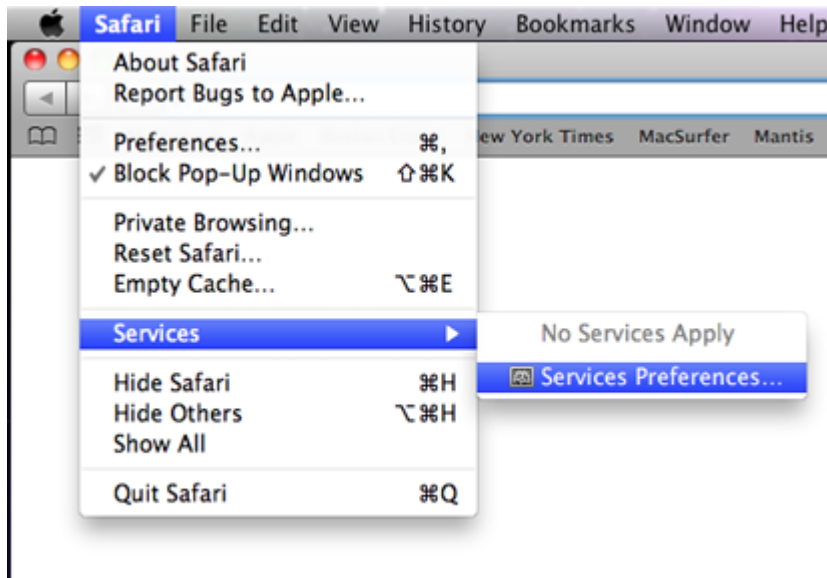 Safari File Edit View History Bookmarks Window Help
About Safari
Report Bugs to Apple...
Preferences... ⌘,
ew York Times MacSurfer Mantis
✓ Block Pop-Up Windows ⇧⌘K
Private Browsing...
Reset Safari...
Empty Cache... ⌥⌘E
Services ▶
No Services Apply
Services Preferences...
Hide Safari ⌘H
Hide Others ⌥⌘H
Show All
Quit Safari ⌘Q